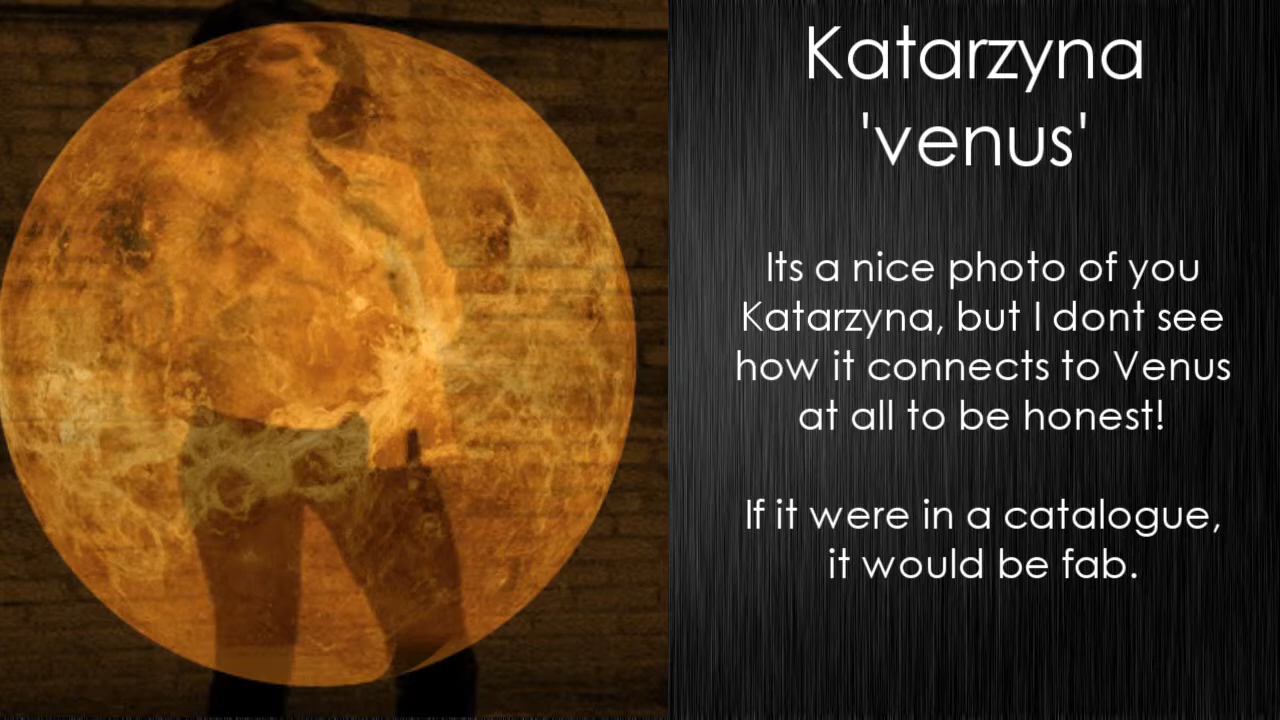 Katarzyna
'venus'
Its a nice photo of you
Katarzyna, but I dont see
how it connects to Venus
at all to be honest!
If it were in a catalogue,
it would be fab.